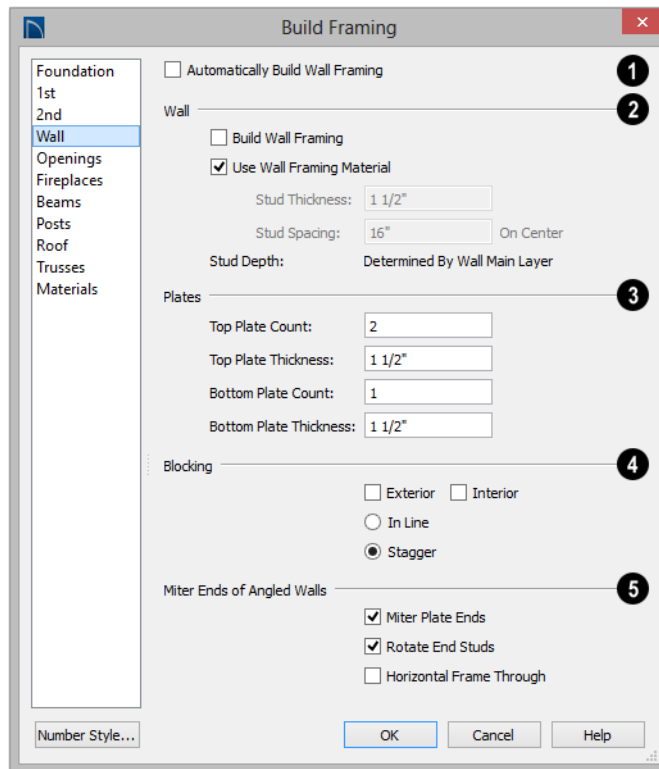 Build Framing
Foundation
1st
2nd
Wall
Openings
Fireplaces
Beams
Posts
Roof
Trusses
Materials
Automatically Build Wall Framing
1
Wall
2
Build Wall Framing
Use Wall Framing Material
Stud Thickness: 1 1/2"
Stud Spacing: 16" On Center
Stud Depth: Determined By Wall Main Layer
Plates
3
Top Plate Count: 2
Top Plate Thickness: 1 1/2"
Bottom Plate Count: 1
Bottom Plate Thickness: 1 1/2"
Blocking
4
Exterior Interior
In Line
Stagger
Miter Ends of Angled Walls
5
Miter Plate Ends
Rotate End Studs
Horizontal Frame Through
Number Style... OK Cancel Help